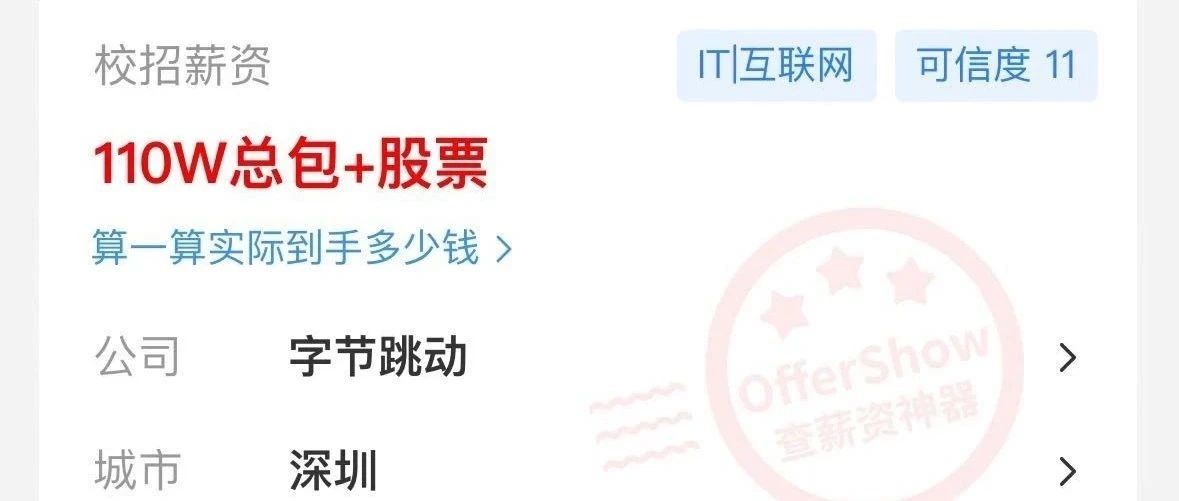 校招薪资 IT|互联网 可信度 11
110W总包+股票
算一算实际到手多少钱 >
公司 字节跳动 >
OfferShow
查薪资神器
城市 深圳 >